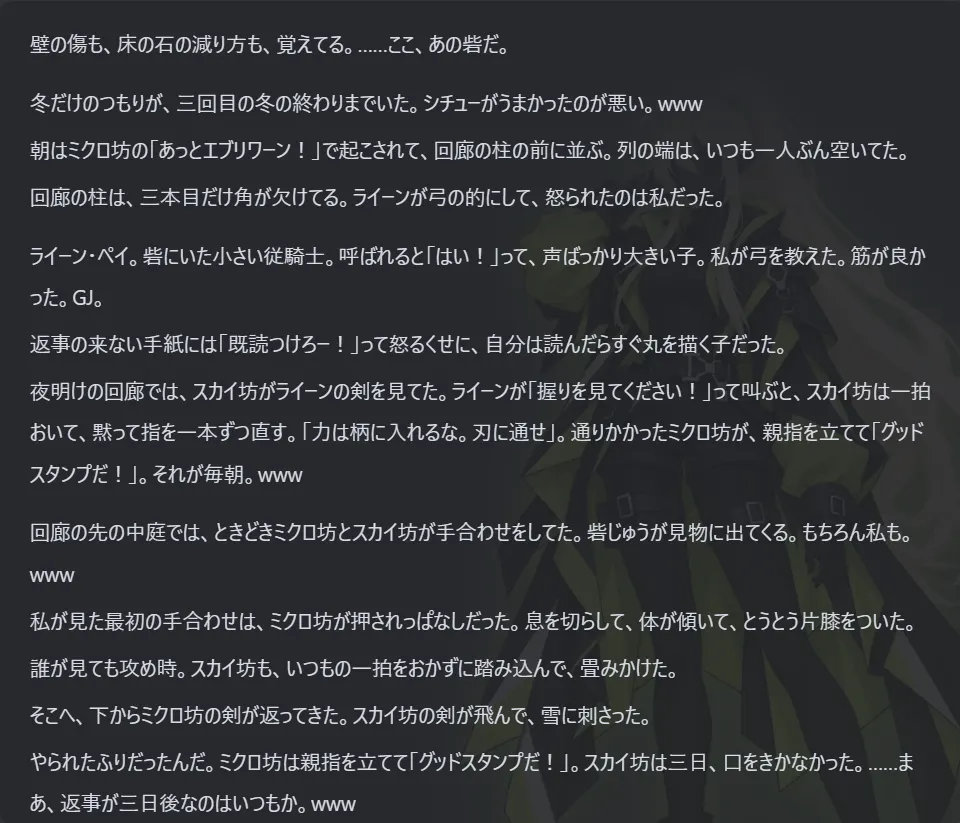 壁の傷も、床の石の減り方も、覚えてる。……ここ、あの砦だ。
冬だけのつもりが、三回目の冬の終わりまでいた。シチューがうまかったのが悪い。www
朝はミクロ坊の「あっとエブリワーン！」で起こされて、回廊の柱の前に並ぶ。列の端は、いつも一人ぶん空いてた。
回廊の柱は、三本目だけ角が欠けてる。ライーンが弓の的にして、怒られたのは私だった。
ライーン・ペイ。砦にいた小さい従騎士。呼ばれると「はい！」って、声ばっかり大きい子。私が弓を教えた。筋が良か
った。GJ。
返事の来ない手紙には「既読つけろー！」って怒るくせに、自分は読んだらすぐ丸を描く子だった。
夜明けの回廊では、スカイ坊がライーンの剣を見てた。ライーンが「握りを見てください！」って叫ぶと、スカイ坊は一拍
おいて、黙って指を一本ずつ直す。「力は柄に入れるな。刃に通せ」。通りかかったミクロ坊が、親指を立てて「グッド
スタンプだ！」。それが毎朝。www
回廊の先の中庭では、ときどきミクロ坊とスカイ坊が手合わせをしてた。砦じゅうが見物に出てくる。もちろん私も。
www
私が見た最初の手合わせは、ミクロ坊が押されっぱなしだった。息を切らして、体が傾いて、とうとう片膝をついた。
誰が見ても攻め時。スカイ坊も、いつもの一拍をおかずに踏み込んで、畳みかけた。
そこへ、下からミクロ坊の剣が返ってきた。スカイ坊の剣が飛んで、雪に刺さった。
やられたふりだったんだ。ミクロ坊は親指を立てて「グッドスタンプだ！」。スカイ坊は三日、口をきかなかった。……ま
あ、返事が三日後なのはいつもか。www